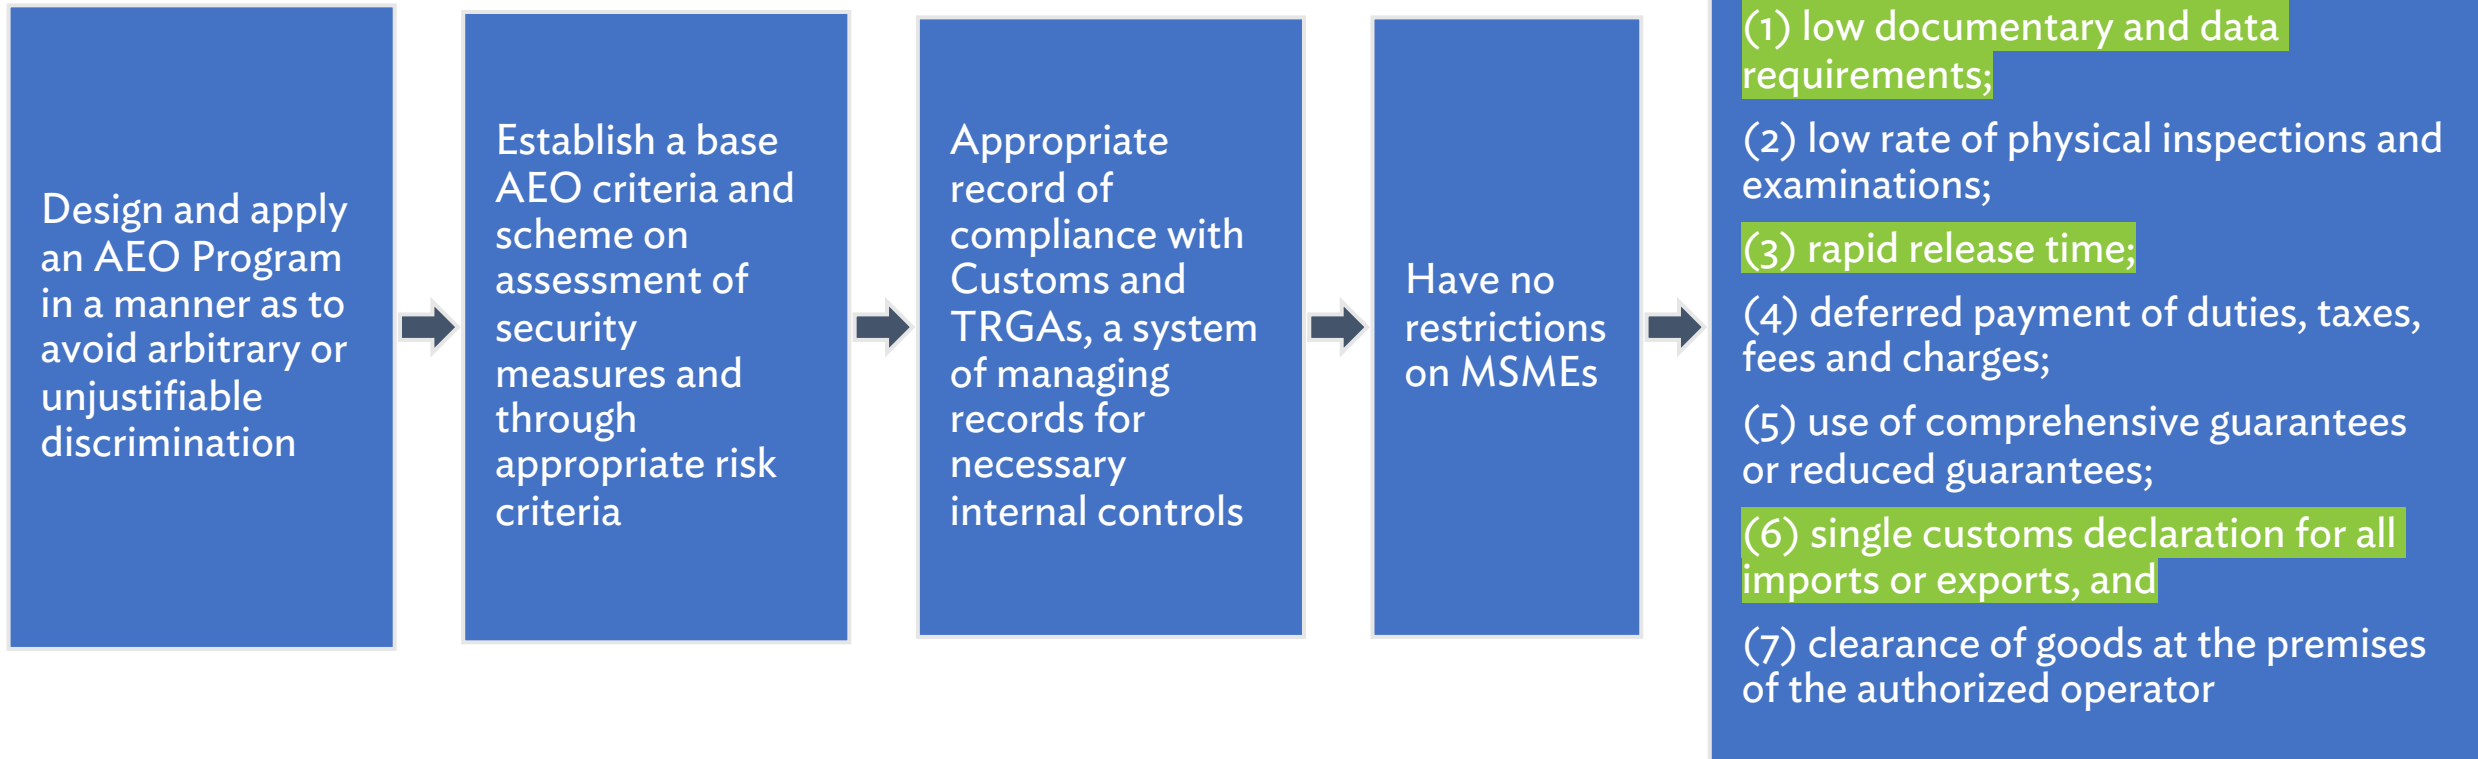 Design and apply
an AEO Program
in a manner as to
avoid arbitrary or
unjustifiable
discrimination
Establish a base
AEO criteria and
scheme on
assessment of
security
measures and
through
appropriate risk
criteria
Appropriate
record of
compliance with
Customs and
TRGAs, a system
of managing
records for
necessary
internal controls
Have no
restrictions
on MSMEs
(1) low documentary and data
requirements;
(2) low rate of physical inspections and
examinations;
(3) rapid release time;
(4) deferred payment of duties, taxes,
fees and charges;
(5) use of comprehensive guarantees
or reduced guarantees;
(6) single customs declaration for all
imports or exports, and
(7) clearance of goods at the premises
of the authorized operator